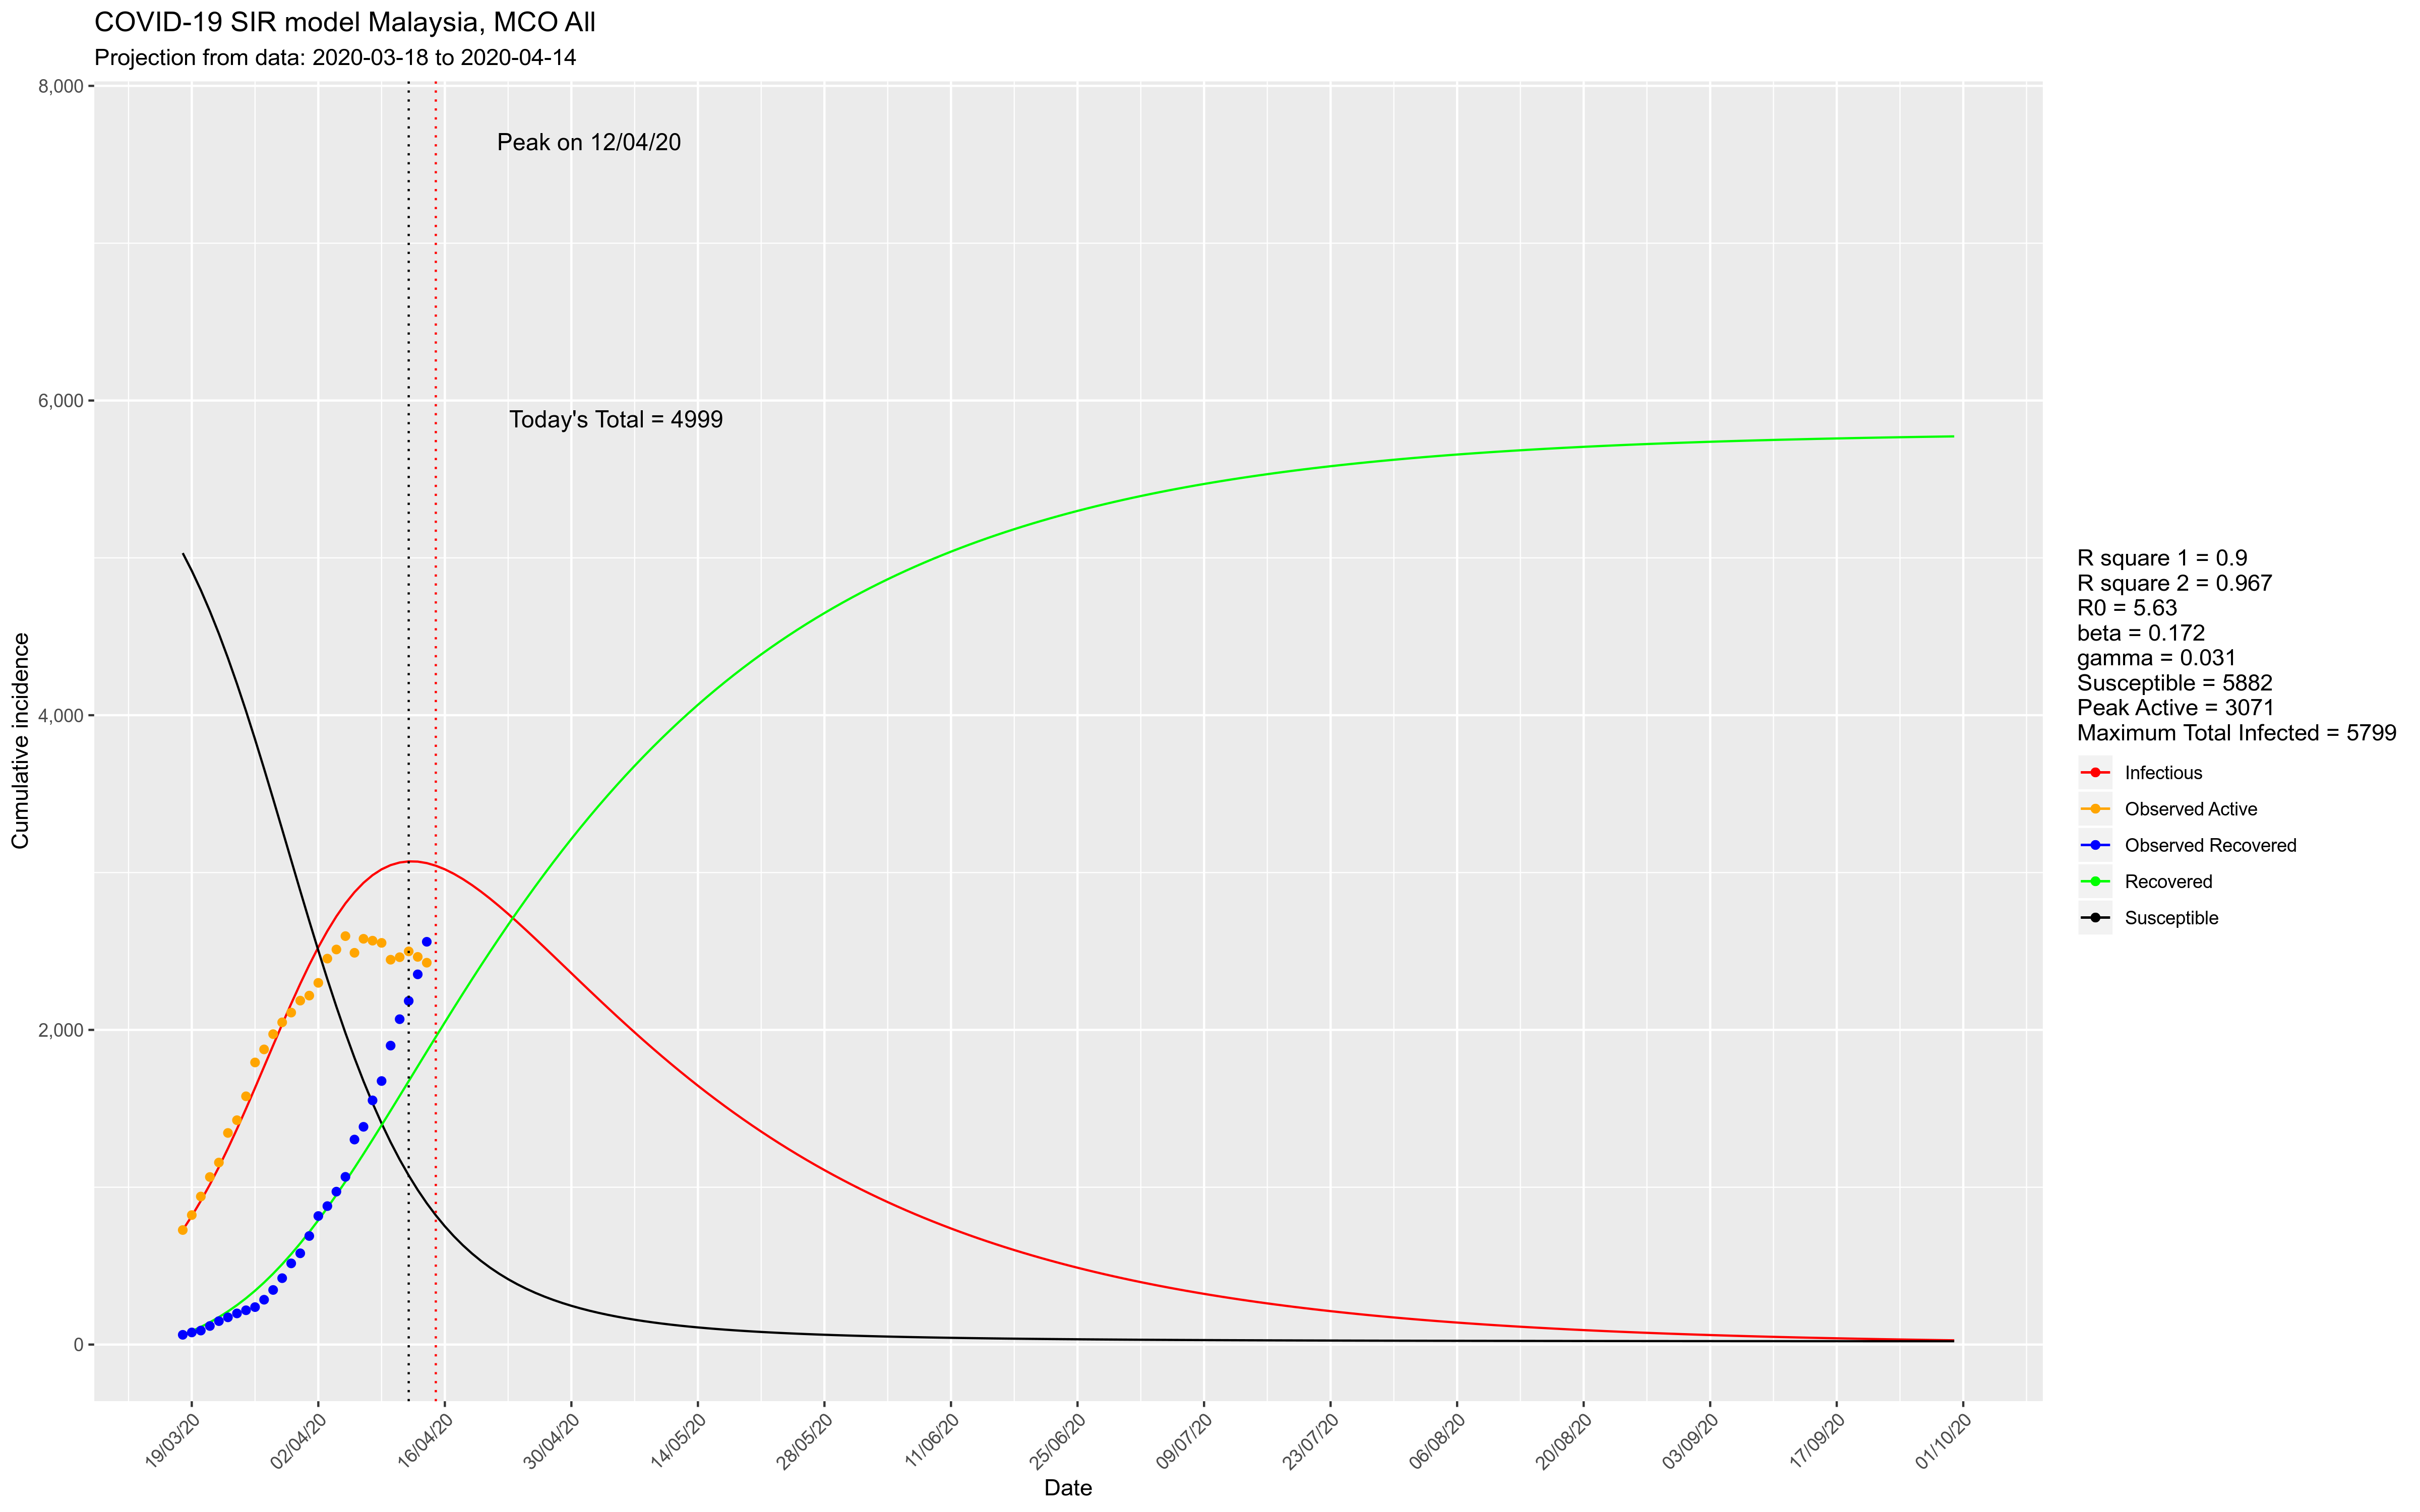 COVID-19 SIR model Malaysia, MCO All
Projection from data: 2020-03-18 to 2020-04-14
8,000
6,000
4,000
2,000
0
Cumulative incidence
Peak on 12/04/20
Today's Total = 4999
19/03/20
02/04/20
16/04/20
30/04/20
14/05/20
28/05/20
11/06/20
25/06/20
09/07/20
23/07/20
06/08/20
20/08/20
03/09/20
17/09/20
01/10/20
Date
R square 1 = 0.9
R square 2 = 0.967
R0 = 5.63
beta = 0.172
gamma = 0.031
Susceptible = 5882
Peak Active = 3071
Maximum Total Infected = 5799
Infectious
Observed Active
Observed Recovered
Recovered
Susceptible